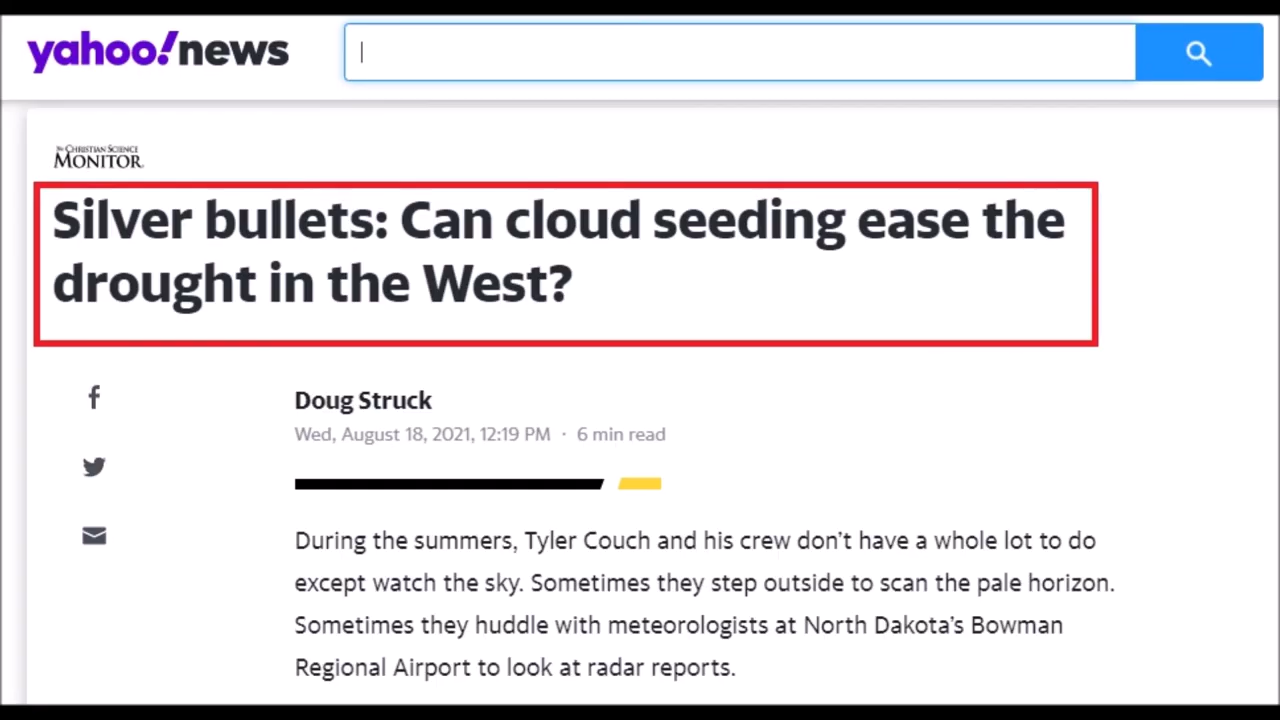 yahoo!news
The Christian Science
Monitor
Silver bullets: Can cloud seeding ease the
drought in the West?
Doug Struck
Wed, August 18, 2021, 12:19 PM · 6 min read
During the summers, Tyler Couch and his crew don’t have a whole lot to do
except watch the sky. Sometimes they step outside to scan the pale horizon.
Sometimes they huddle with meteorologists at North Dakota’s Bowman
Regional Airport to look at radar reports.